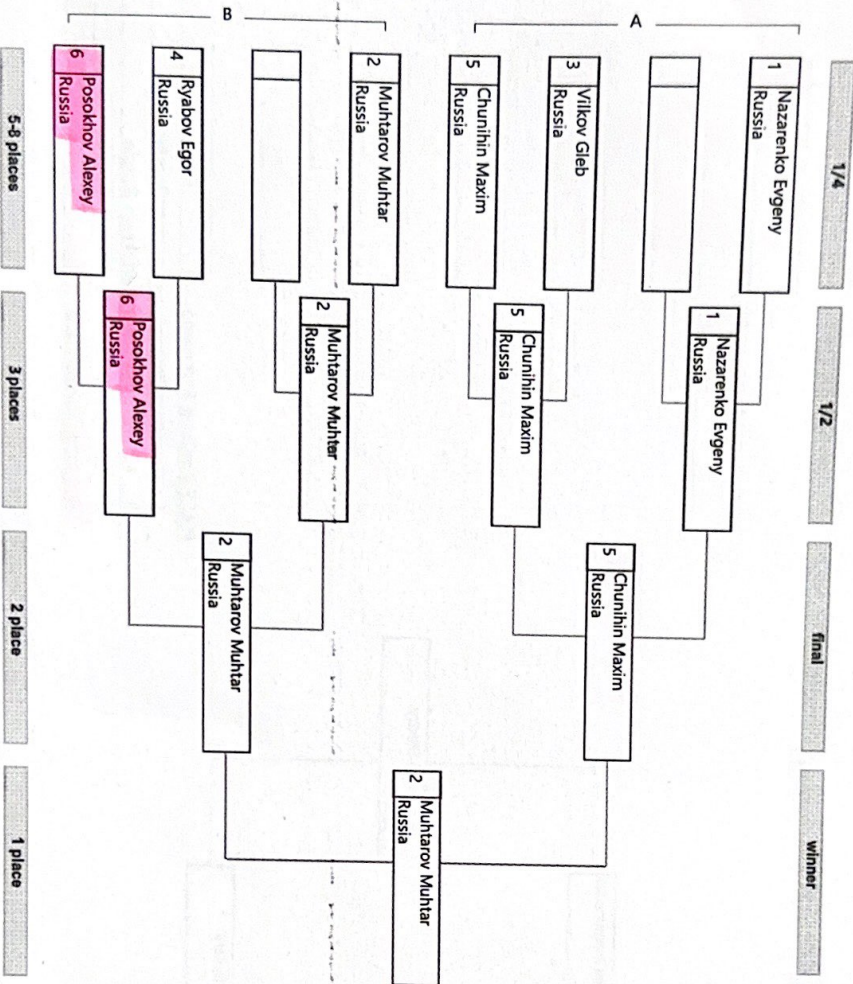 1/4
1/2
final
winner
A
1 Nazarenko Evgeny
Russia
3 Vilkov Gleb
Russia
5 Chunihin Maxim
Russia
B
2 Muhtarov Muhtar
Russia
4 Ryabov Egor
Russia
6 Posokhov Alexey
Russia
1 Nazarenko Evgeny
Russia
5 Chunihin Maxim
Russia
2 Muhtarov Muhtar
Russia
6 Posokhov Alexey
Russia
5 Chunihin Maxim
Russia
2 Muhtarov Muhtar
Russia
2 Muhtarov Muhtar
Russia
5-8 places
3 places
2 place
1 place